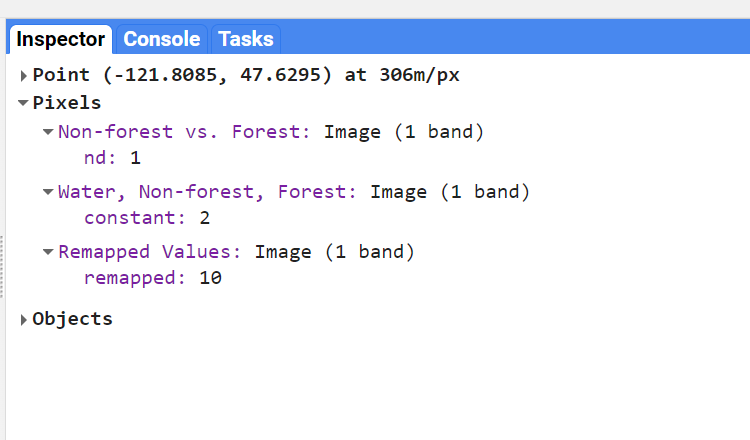 Inspector Console Tasks
Point (-121.8085, 47.6295) at 306m/px
Pixels
Non-forest vs. Forest: Image (1 band)
nd: 1
Water, Non-forest, Forest: Image (1 band)
constant: 2
Remapped Values: Image (1 band)
remapped: 10
Objects